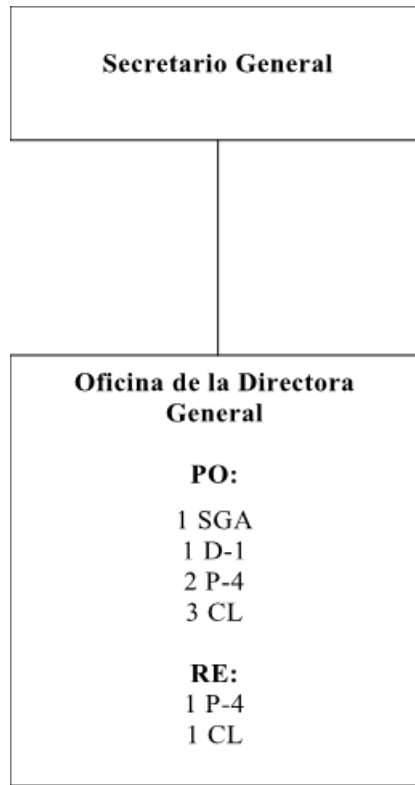 Secretario General
Oficina de la Directora
General
PO:
1 SGA
1 D-1
2 P-4
3 CL
RE:
1 P-4
1 CL